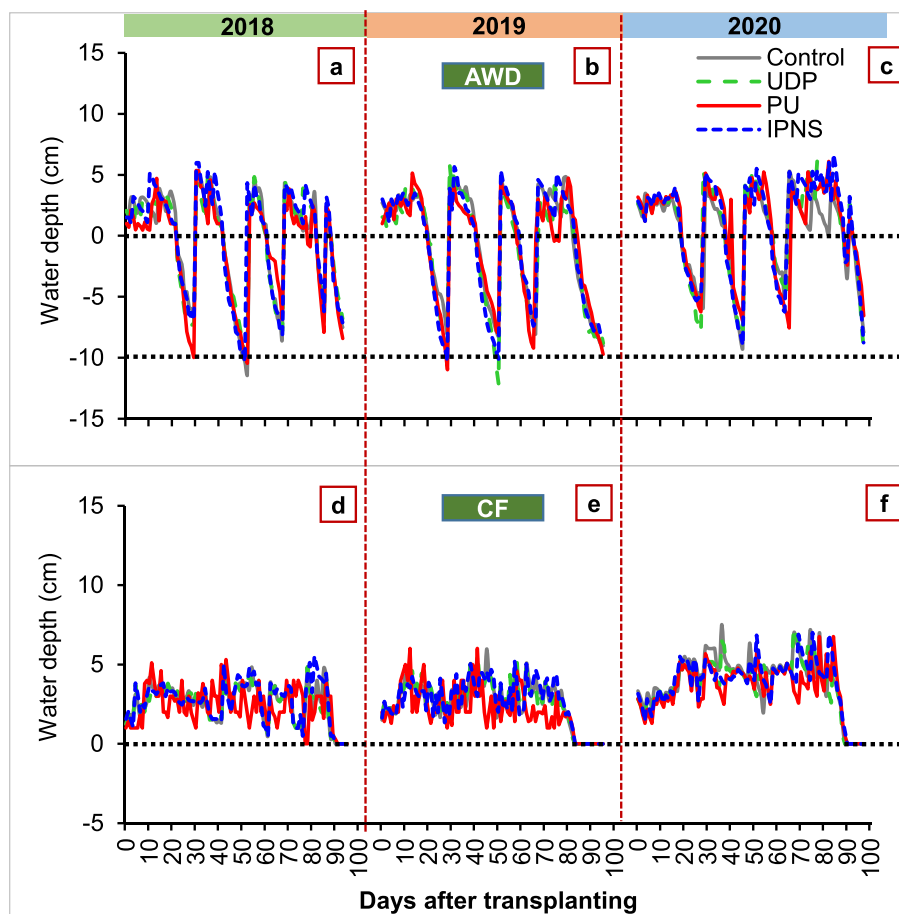 2018 2019 2020
a AWD b c
Control
UDP
PU
IPNS
Water depth (cm)
15
10
5
0
-5
-10
-15
d CF e f
Water depth (cm)
15
10
5
0
-5
0 10 20 30 40 50 60 70 80 90 100 0 10 20 30 40 50 60 70 80 90 100 0 10 20 30 40 50 60 70 80 90 100
Days after transplanting